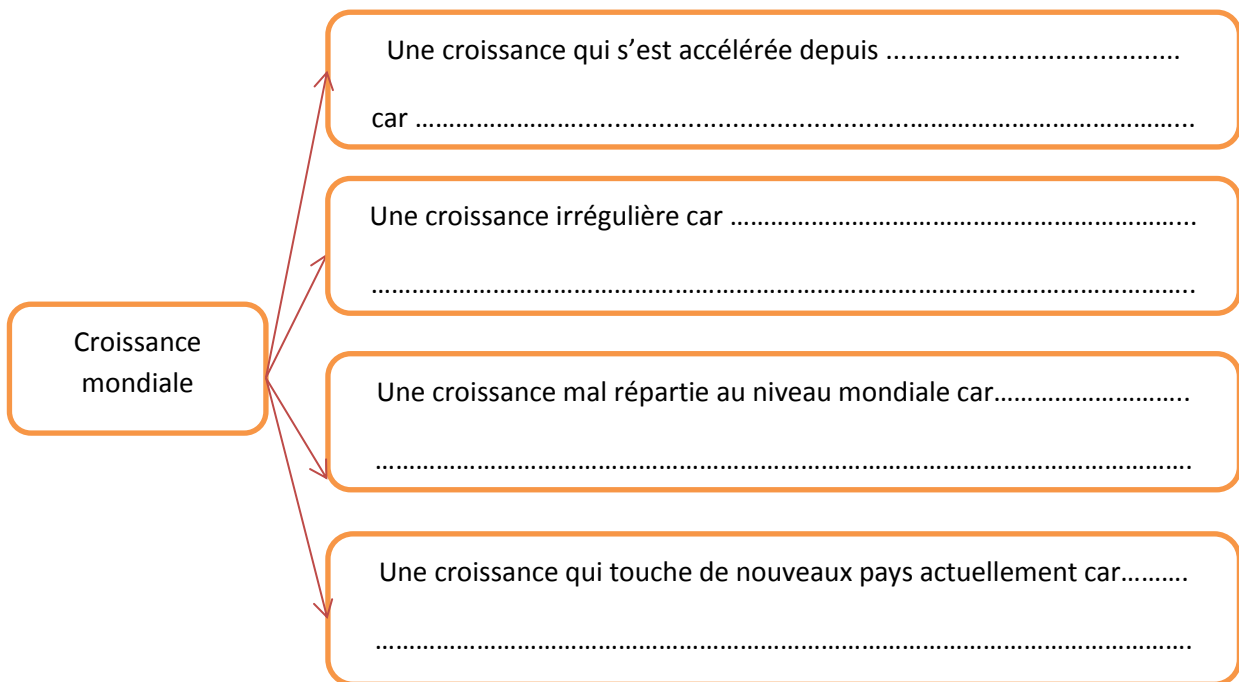 Une croissance qui s’est accélérée depuis …......................................
car ……………………......................................................……………………………………...
Une croissance irrégulière car …………………………………………………………...
………………………………………………………………………………………………………..
Croissance
mondiale
Une croissance mal répartie au niveau mondiale car……………………...
……………………………………………………………………………………………………….
Une croissance qui touche de nouveaux pays actuellement car……….
……………………………………………………………………………………………………….